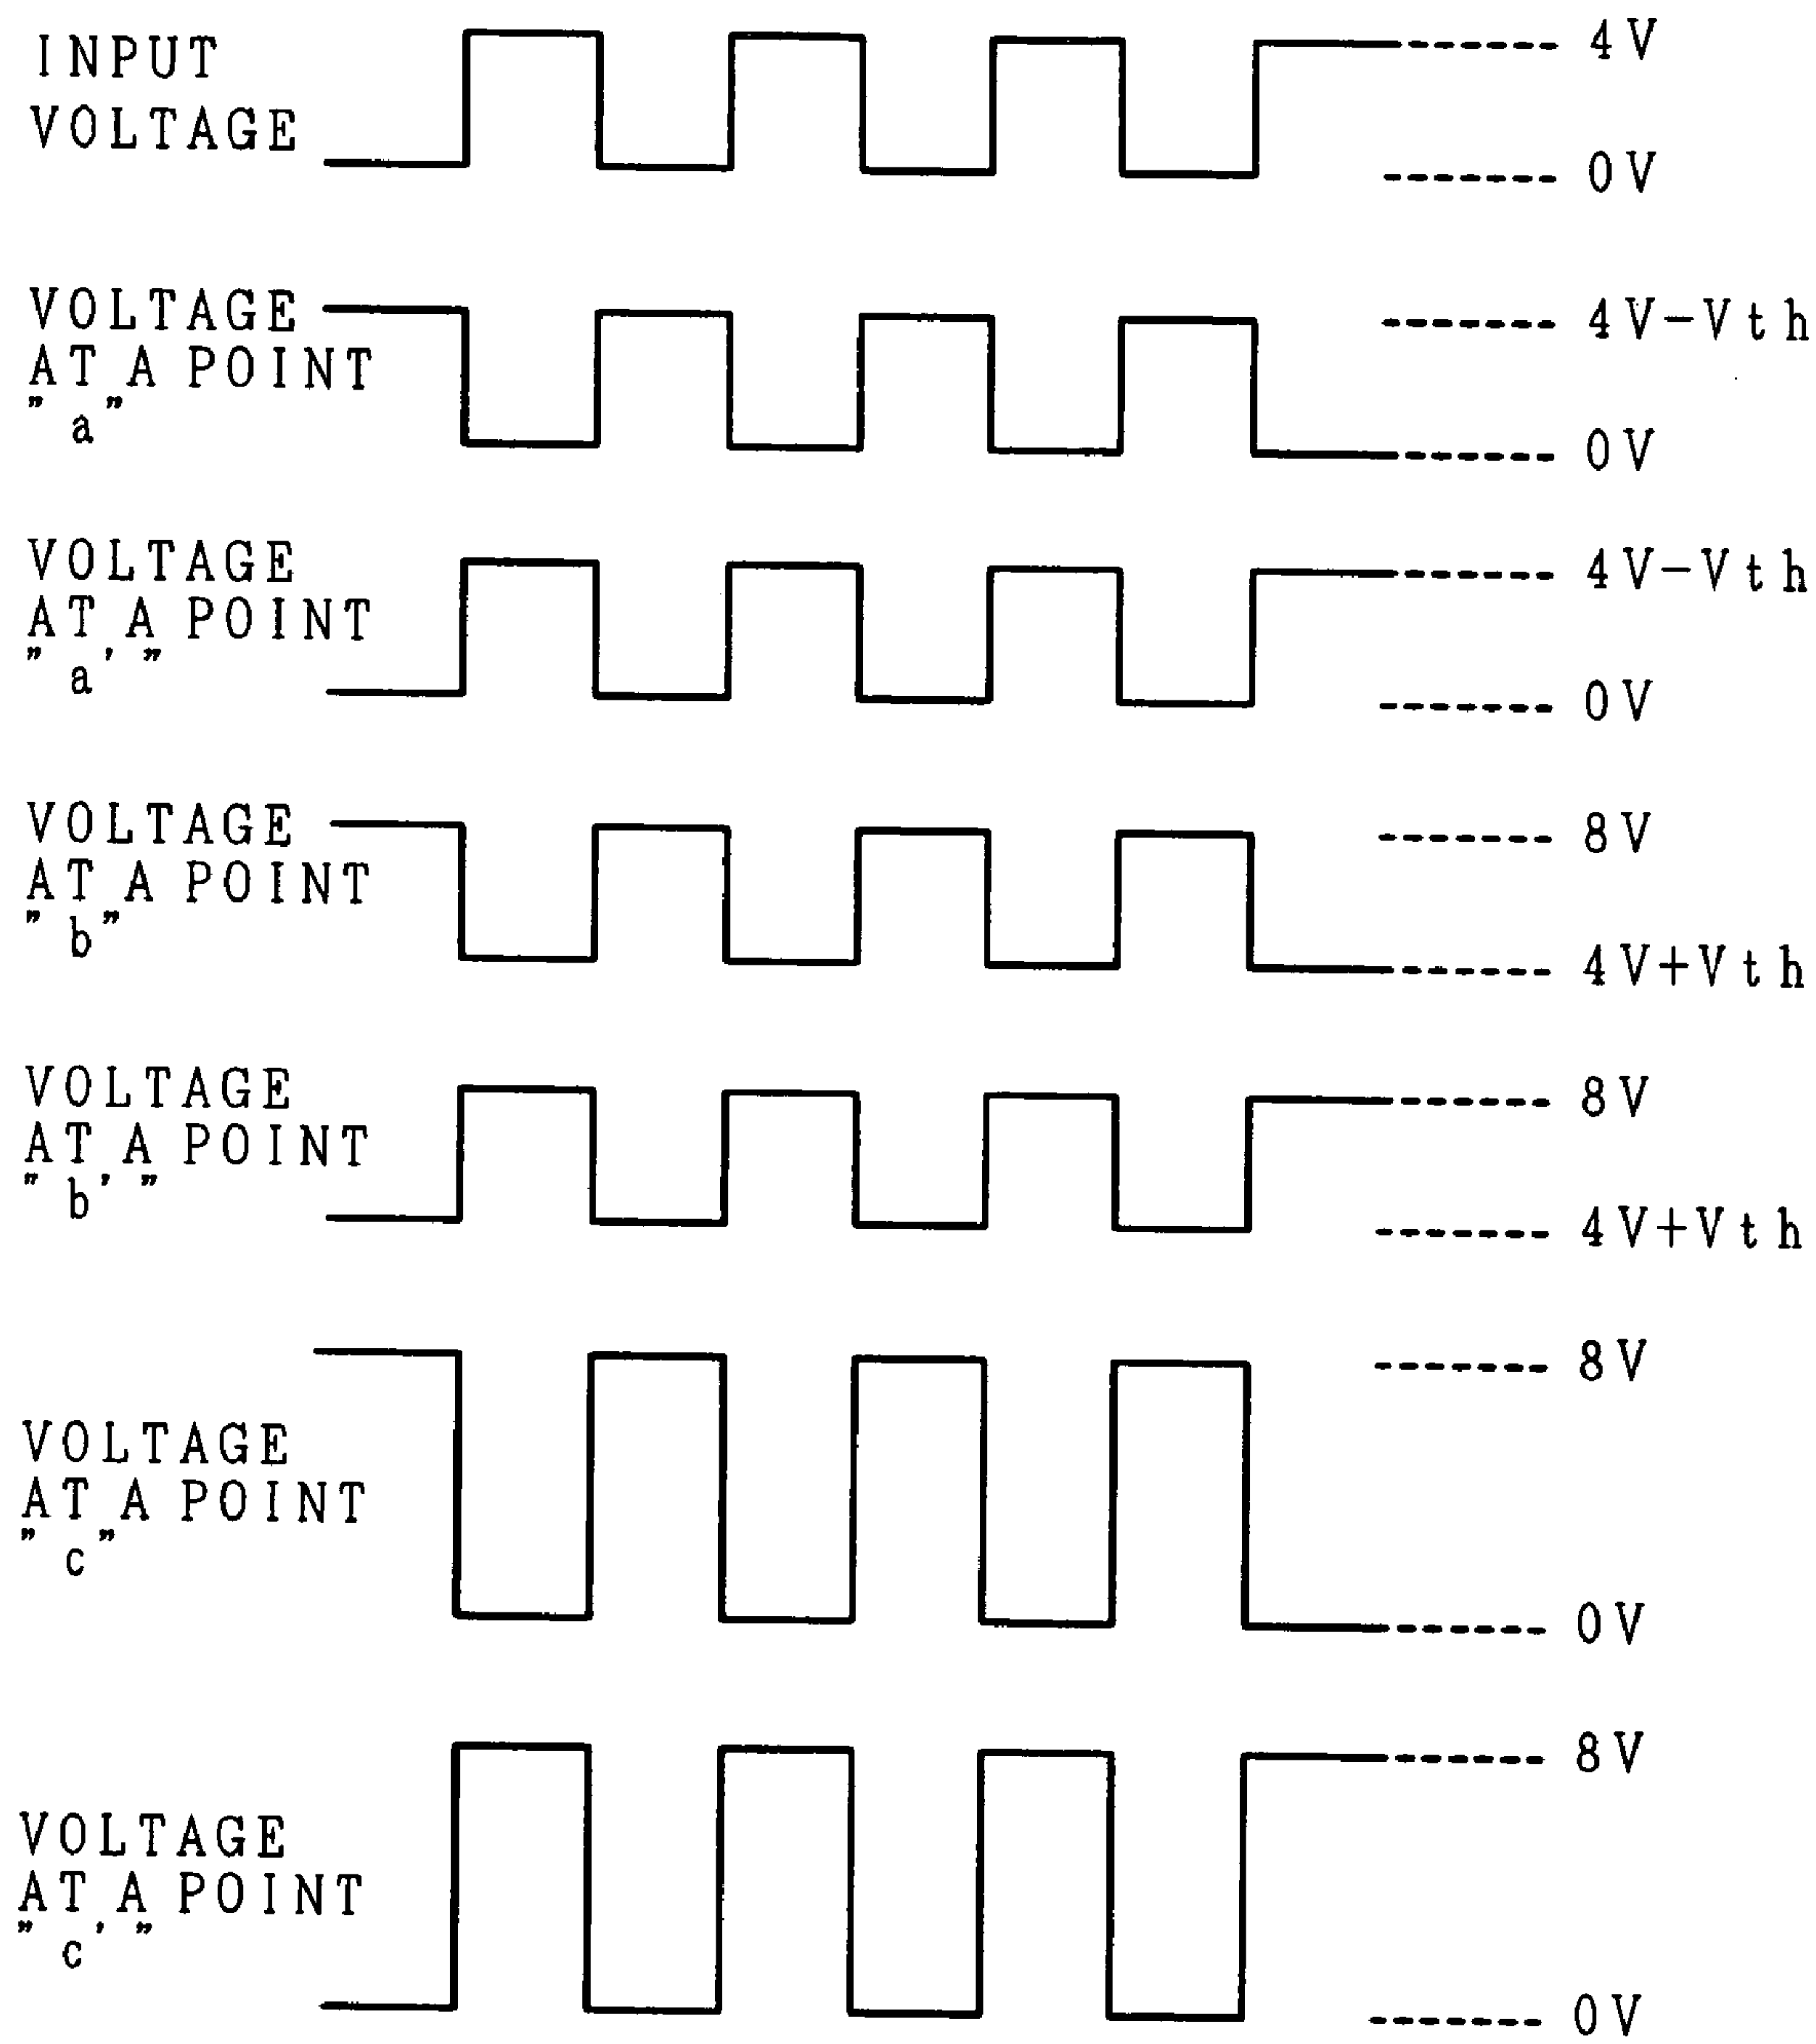 INPUT
VOLTAGE
4V
0V
VOLTAGE
AT A POINT
"a"
4V-Vth
0V
VOLTAGE
AT A POINT
"a'"
4V-Vth
0V
VOLTAGE
AT A POINT
"b"
8V
4V+Vth
VOLTAGE
AT A POINT
"b'"
8V
4V+Vth
VOLTAGE
AT A POINT
"c"
8V
0V
VOLTAGE
AT A POINT
"c'"
8V
0V